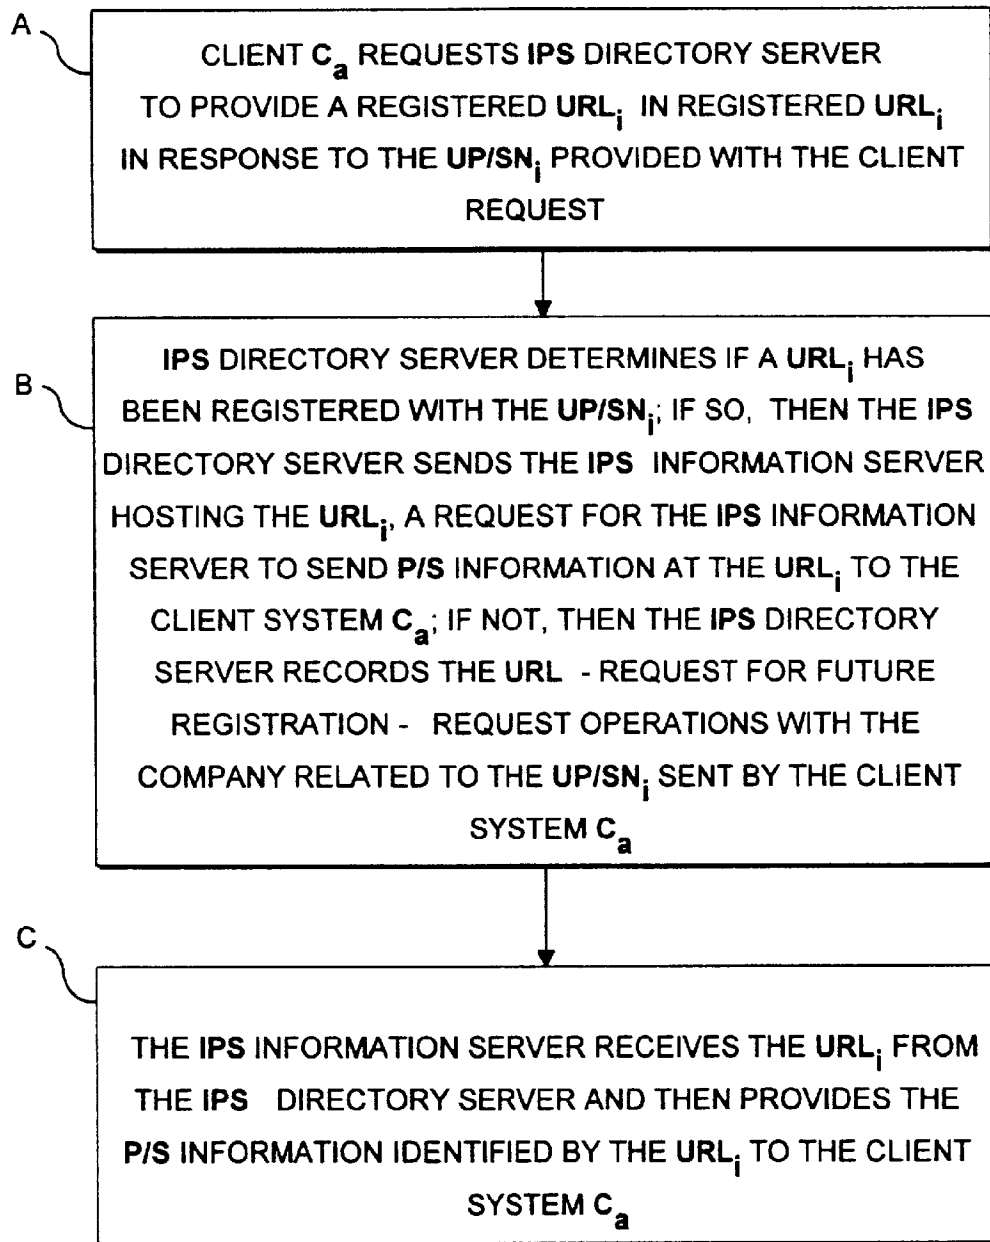 A
CLIENT Ca REQUESTS IPS DIRECTORY SERVER
TO PROVIDE A REGISTERED URLi IN REGISTERED URLi
IN RESPONSE TO THE UP/SNi PROVIDED WITH THE CLIENT
REQUEST
B
IPS DIRECTORY SERVER DETERMINES IF A URLi HAS
BEEN REGISTERED WITH THE UP/SNi; IF SO, THEN THE IPS
DIRECTORY SERVER SENDS THE IPS INFORMATION SERVER
HOSTING THE URLi, A REQUEST FOR THE IPS INFORMATION
SERVER TO SEND P/S INFORMATION AT THE URLi TO THE
CLIENT SYSTEM Ca; IF NOT, THEN THE IPS DIRECTORY
SERVER RECORDS THE URL - REQUEST FOR FUTURE
REGISTRATION - REQUEST OPERATIONS WITH THE
COMPANY RELATED TO THE UP/SNi SENT BY THE CLIENT
SYSTEM Ca
C
THE IPS INFORMATION SERVER RECEIVES THE URLi FROM
THE IPS DIRECTORY SERVER AND THEN PROVIDES THE
P/S INFORMATION IDENTIFIED BY THE URLi TO THE CLIENT
SYSTEM Ca